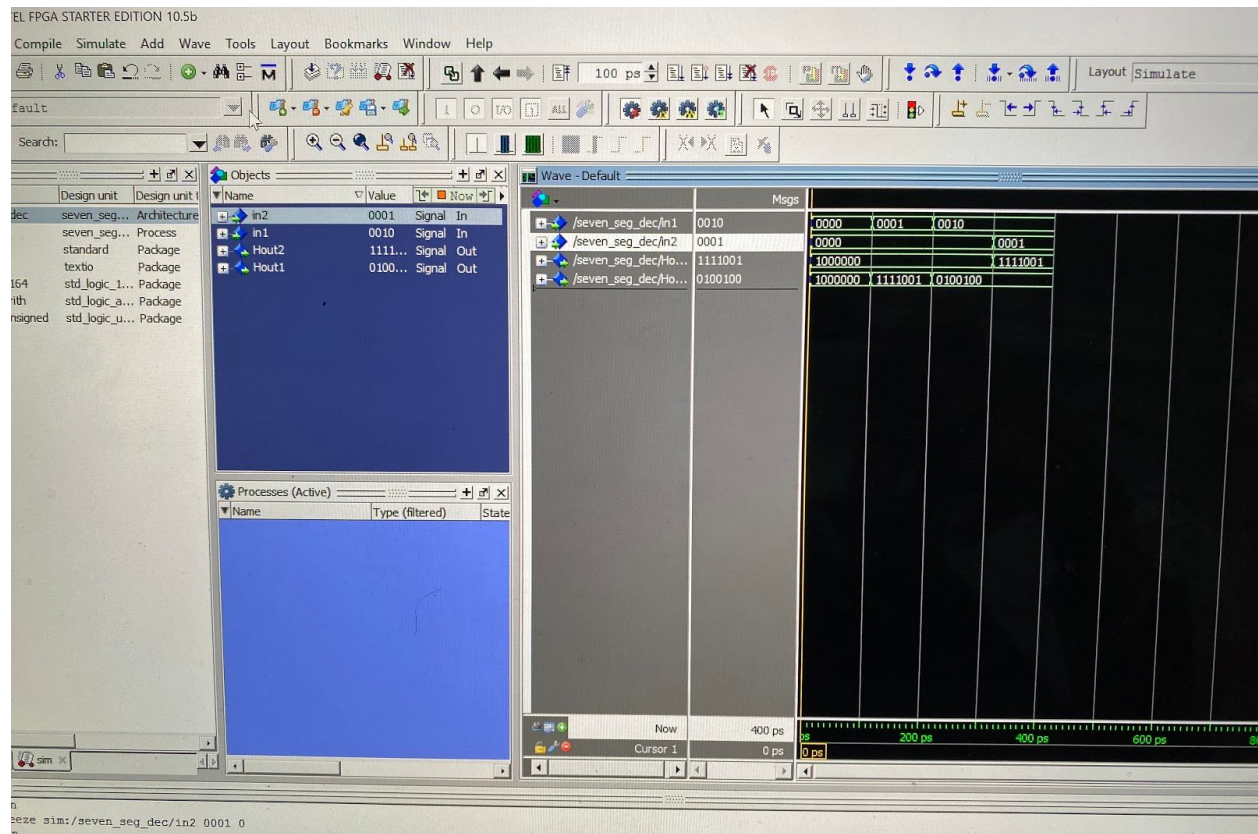 EL FPGA STARTER EDITION 10.5b
Compile Simulate Add Wave Tools Layout Bookmarks Window Help
100 ps
Layout Simulate
fault
Search:
Objects
Wave - Default
Design unit
Design unit
Name
Value
Now
Msgs
dec seven_seg... Architecture
seven_seg... Process
standard Package
textio Package
164 std_logic_1... Package
rith std_logic_a... Package
nsigned std_logic_u... Package
in2 0001 Signal In
in1 0010 Signal In
Hout2 1111... Signal Out
Hout1 0100... Signal Out
/seven_seg_dec/in1 0010 0000 0001 0010
/seven_seg_dec/in2 0001 0000 0001
/seven_seg_dec/Ho... 1111001 1000000 1111001
/seven_seg_dec/Ho... 0100100 1000000 1111001 0100100
Processes (Active)
Name Type (filtered) State
Now 400 ps
ps 200 ps 400 ps 600 ps
Cursor 1 0 ps 0 ps
sim
eeze sim:/seven_seg_dec/in2 0001 0